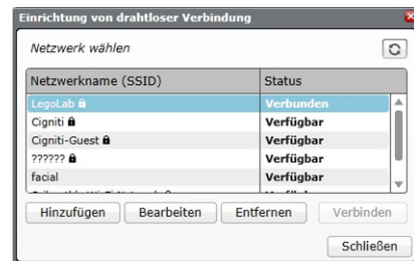 Einrichtung von drahtloser Verbindung
Netzwerk wählen
Netzwerkname (SSID) Status
LegoLab Verbunden
Cigniti Verfügbar
Cigniti-Guest Verfügbar
?????? Verfügbar
facial Verfügbar
Hinzufügen Bearbeiten Entfernen Verbinden
Schließen